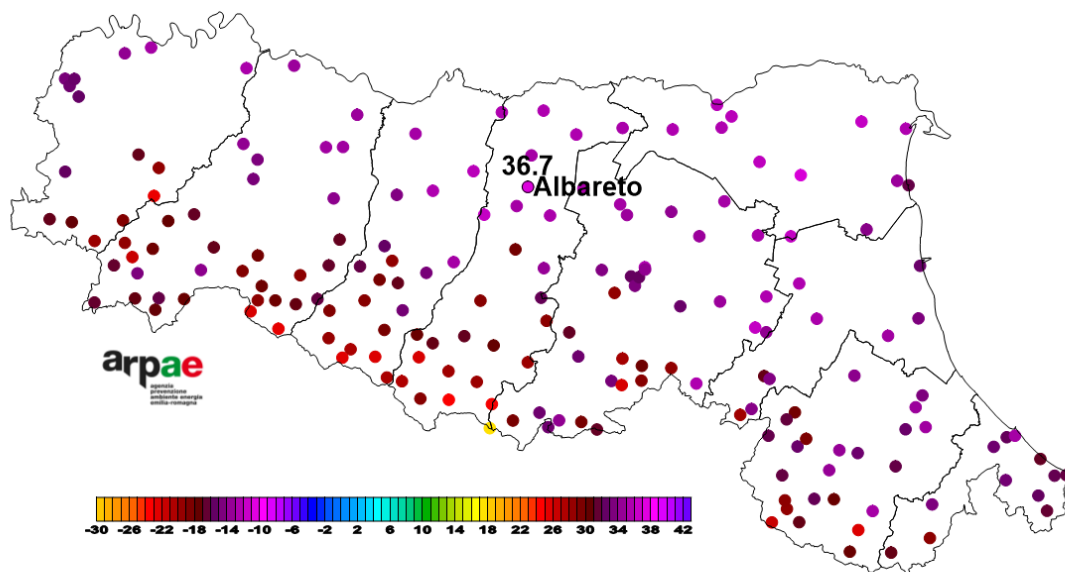 36.7
Albareto
arpae
agenzia
prevenzione
ambiente energia
emilia-romagna
-30 -26 -22 -18 -14 -10 -6 -2 2 6 10 14 18 22 26 30 34 38 42